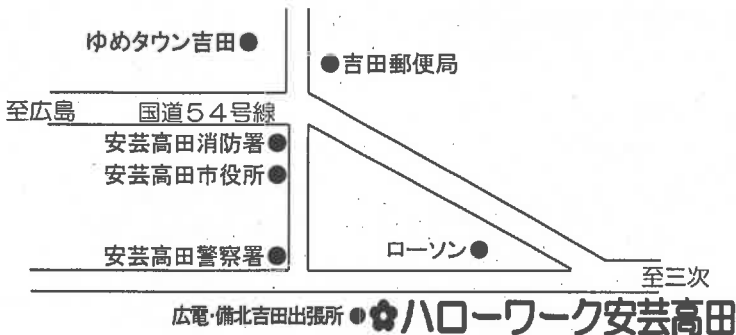 ゆめタウン吉田
吉田郵便局
至広島 国道54号線
安芸高田消防署
安芸高田市役所
安芸高田警察署
ローソン
至三次
広電・備北吉田出張所
ハローワーク安芸高田